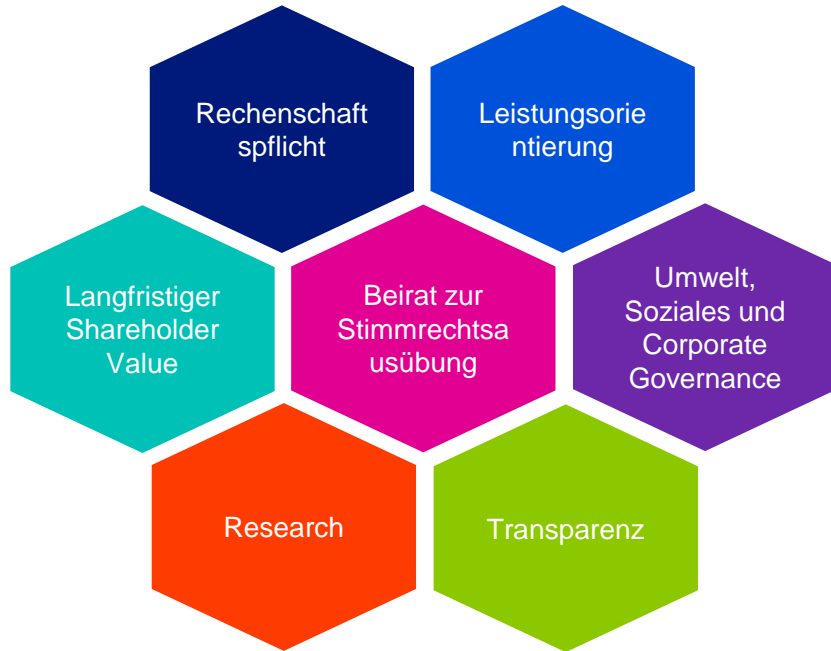 Rechenschaft
spflicht
Leistungsorie
ntierung
Langfristiger
Shareholder
Value
Beirat zur
Stimmrechtsa
usübung
Umwelt,
Soziales und
Corporate
Governance
Research
Transparenz